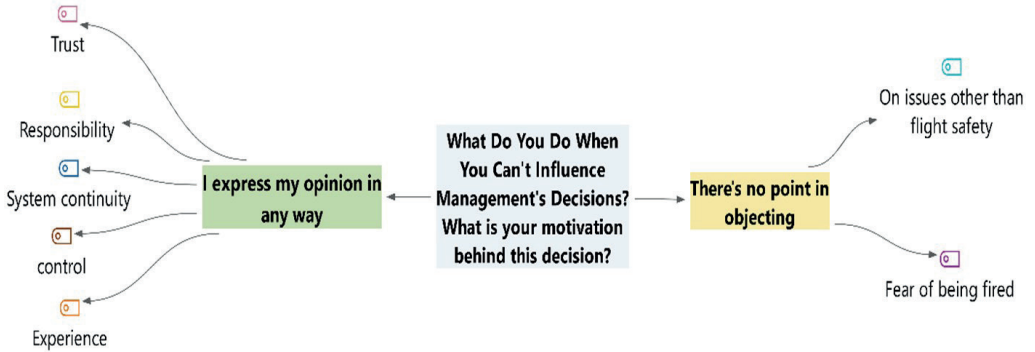 Trust
Responsibility
System continuity
control
Experience
I express my opinion in
any way
What Do You Do When
You Can't Influence
Management's Decisions?
What is your motivation
behind this decision?
There's no point in
objecting
On issues other than
flight safety
Fear of being fired